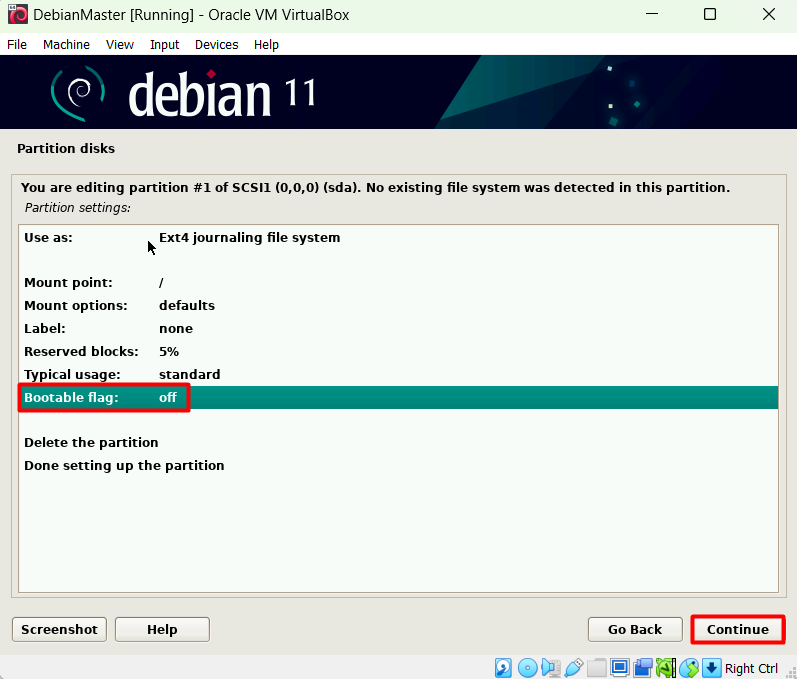 DebianMaster [Running] - Oracle VM VirtualBox
File Machine View Input Devices Help
debian 11
Partition disks
You are editing partition #1 of SCSI1 (0,0,0) (sda). No existing file system was detected in this partition.
Partition settings:
Use as: Ext4 journaling file system
Mount point: /
Mount options: defaults
Label: none
Reserved blocks: 5%
Typical usage: standard
Bootable flag: off
Delete the partition
Done setting up the partition
Screenshot Help Go Back Continue
Right Ctrl